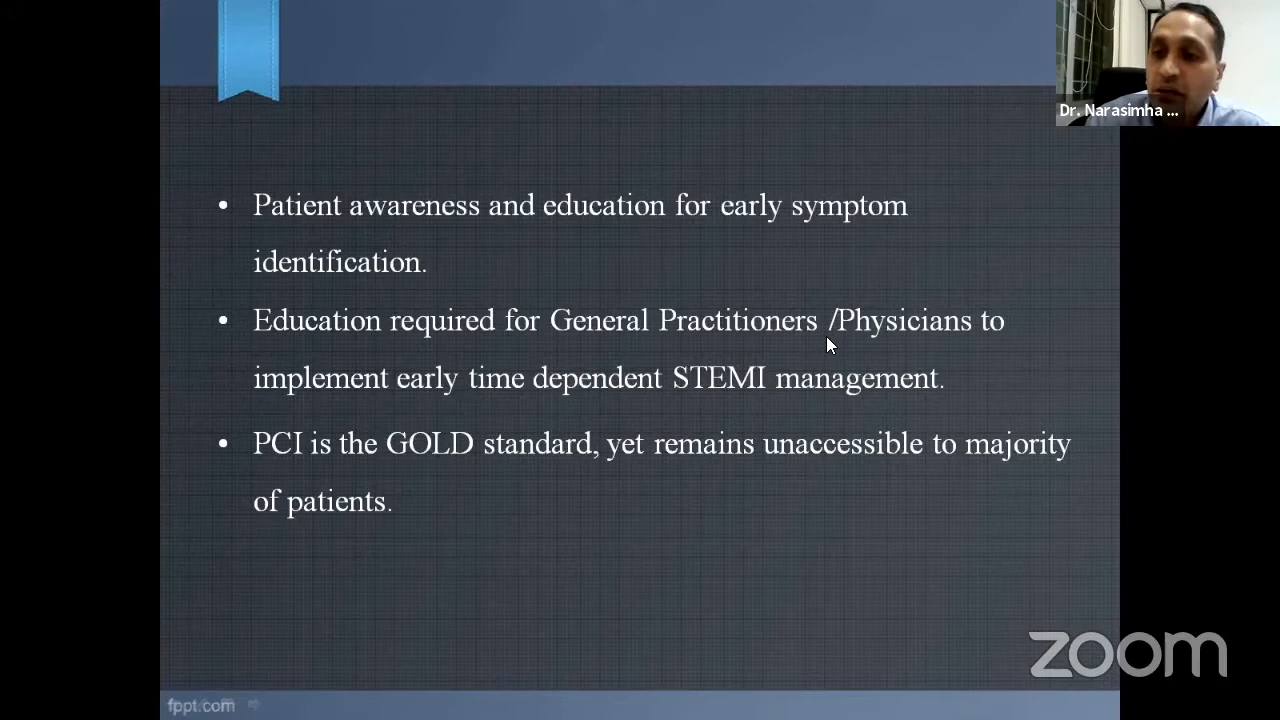 Dr. Narasimha ...
• Patient awareness and education for early symptom
identification.
• Education required for General Practitioners /Physicians to
implement early time dependent STEMI management.
• PCI is the GOLD standard, yet remains unaccessible to majority
of patients.
zoom
fppt.com